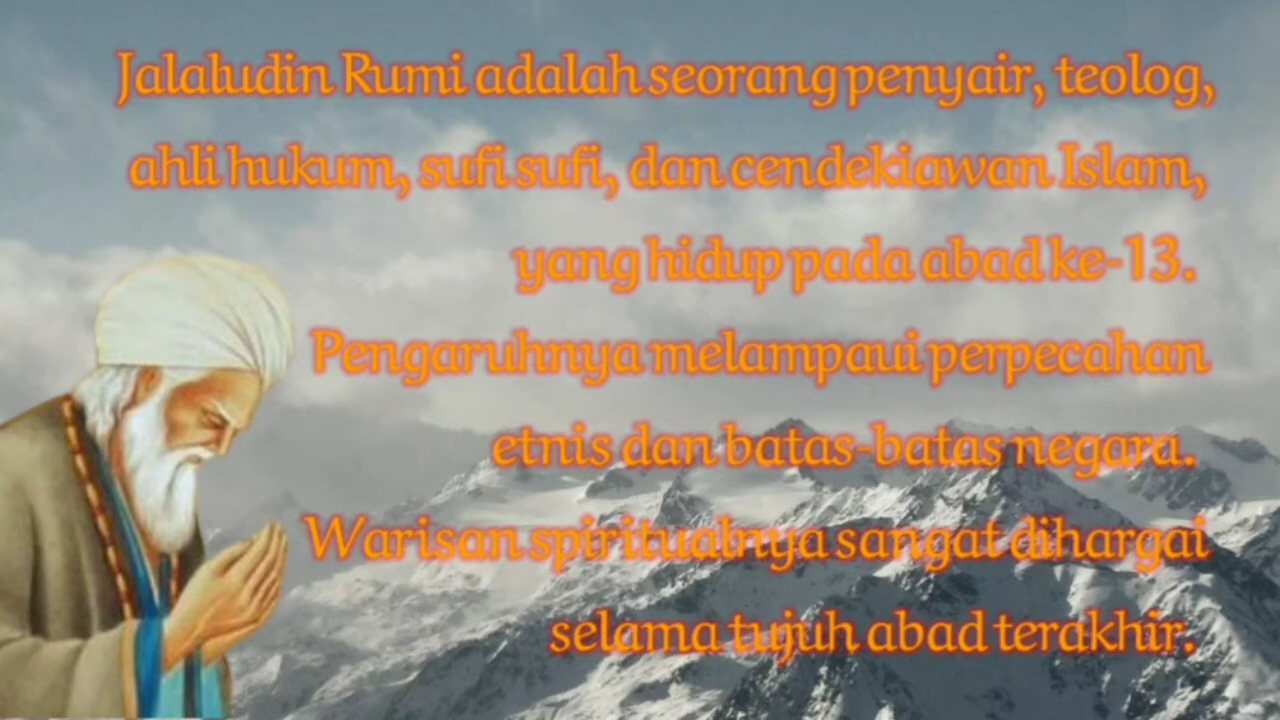 Jalaludin Rumi adalah seorang penyair, teolog,
ahli hukum, sufi sufi, dan cendekiawan Islam,
yang hidup pada abad ke-13.
Pengaruhnya melampaui perpecahan
etnis dan batas-batas negara.
Warisan spiritualnya sangat dihargai
selama tujuh abad terakhir.